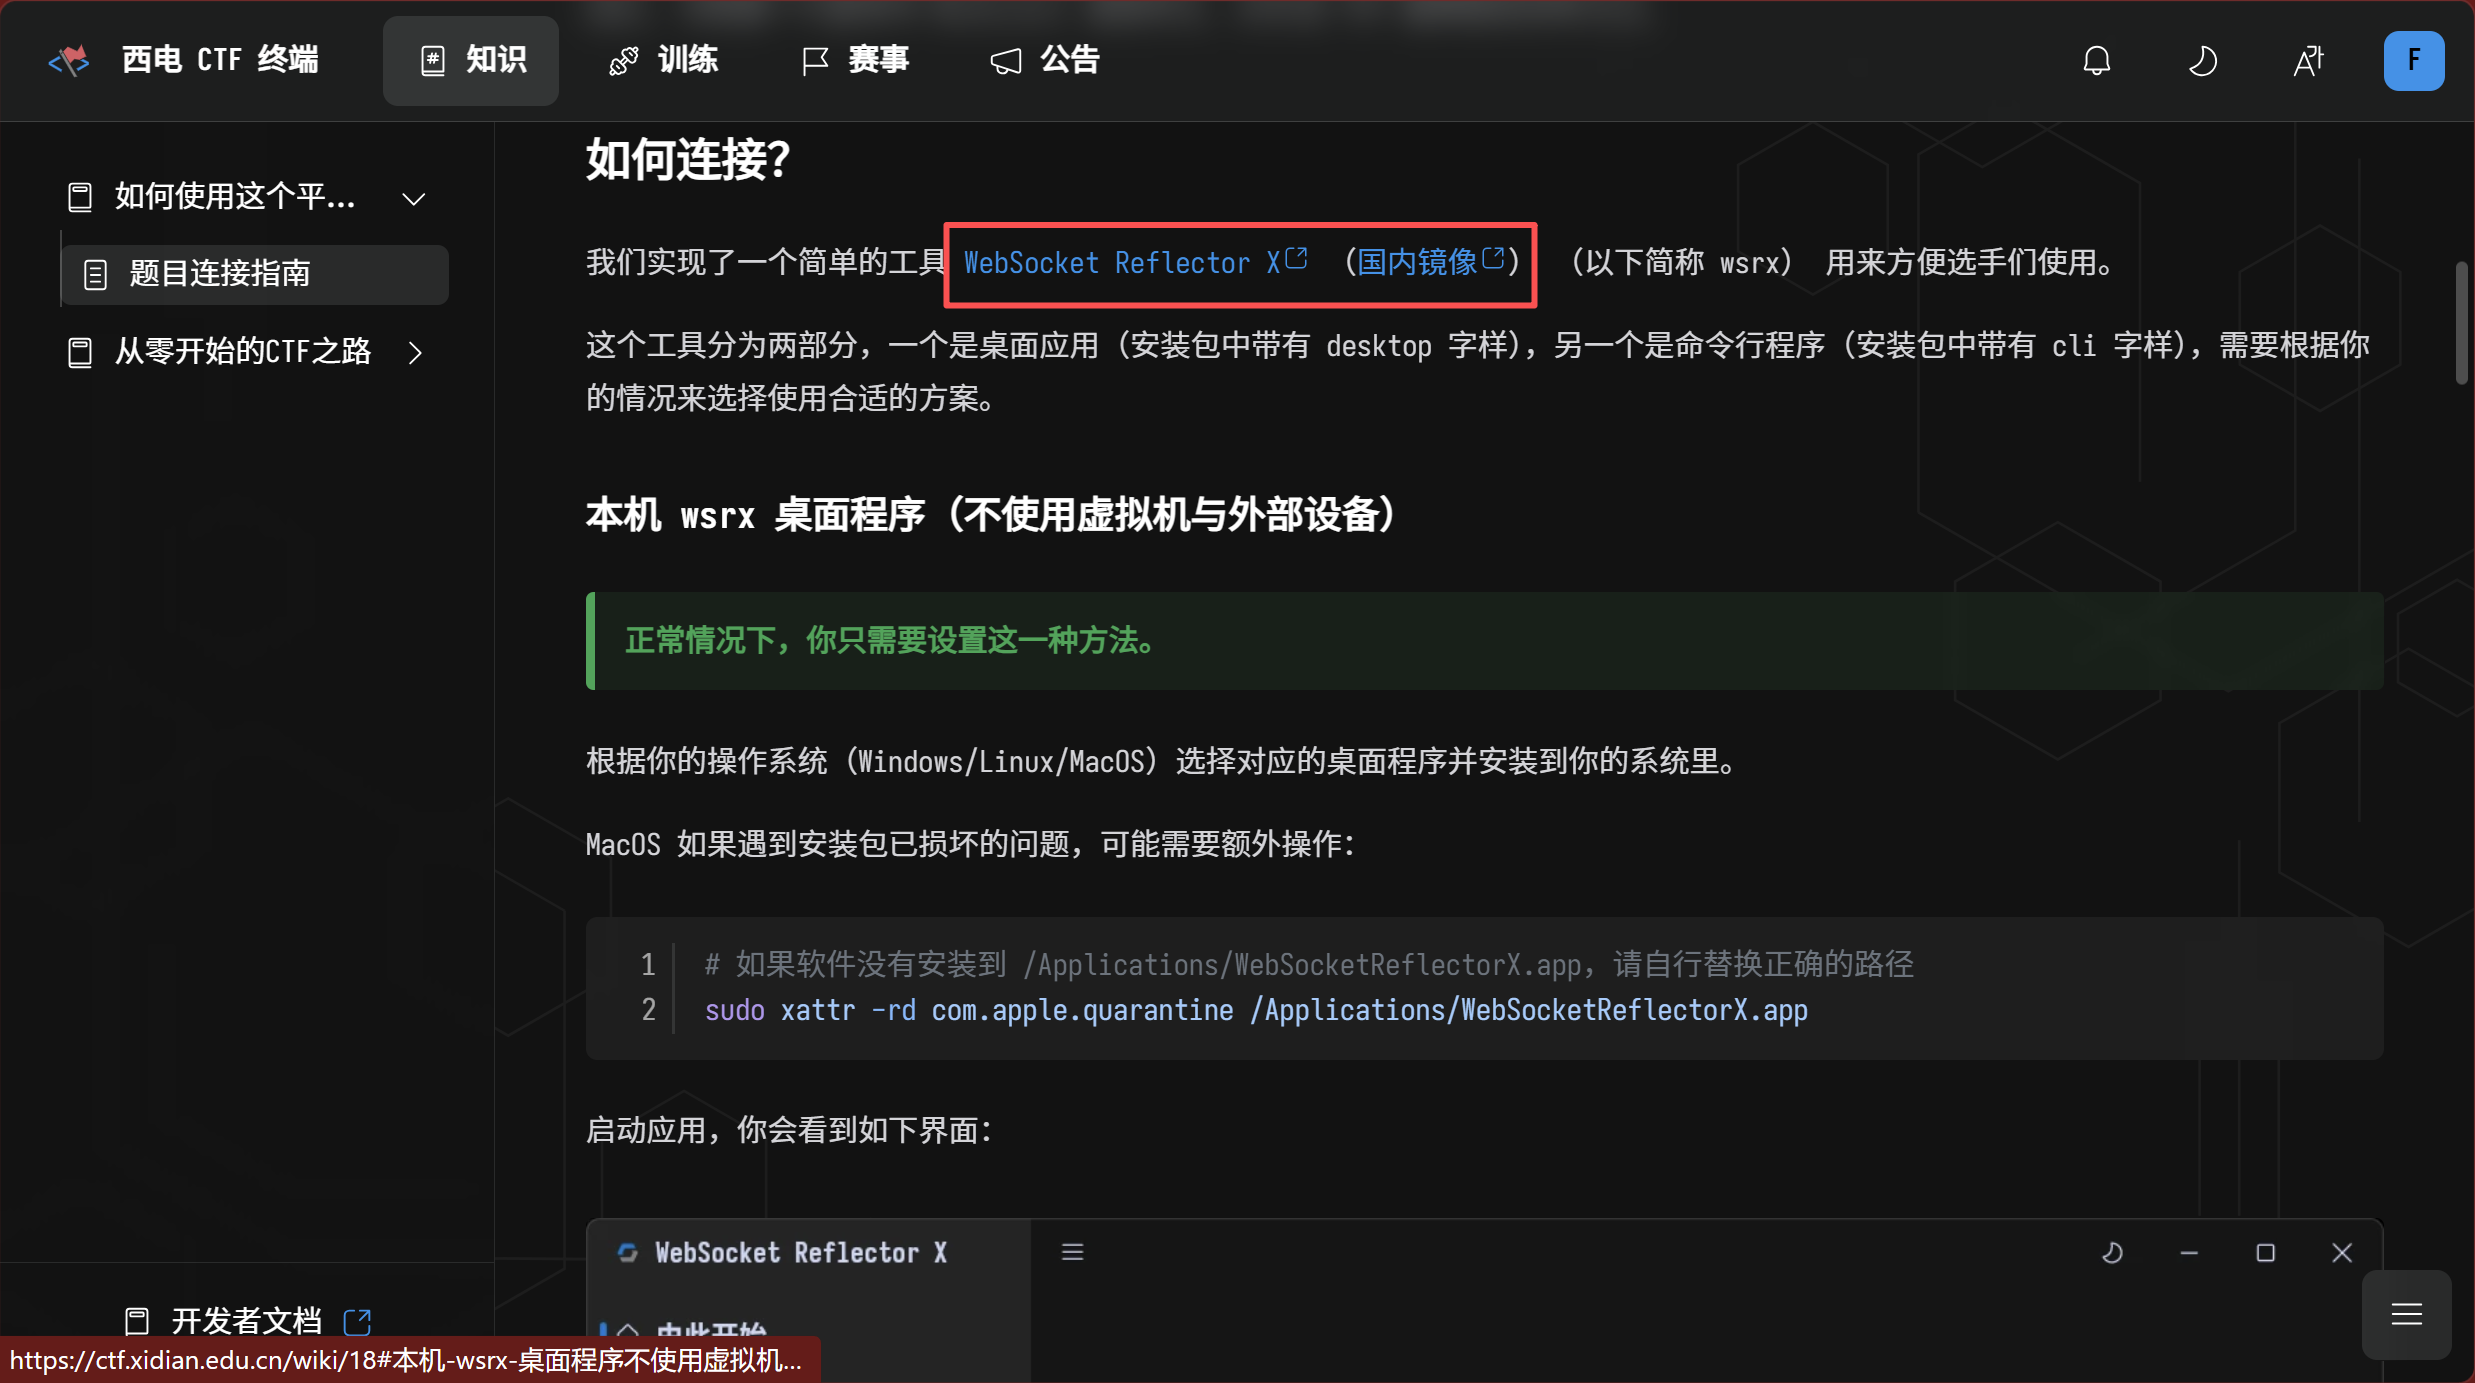 西电 CTF 终端
知识
训练
赛事
公告
F
如何使用这个平...
题目连接指南
从零开始的CTF之路
如何连接？
我们实现了一个简单的工具 WebSocket Reflector X （国内镜像） （以下简称 wsrx） 用来方便选手们使用。
这个工具分为两部分，一个是桌面应用（安装包中带有 desktop 字样），另一个是命令行程序（安装包中带有 cli 字样），需要根据你
的情况来选择使用合适的方案。
本机 wsrx 桌面程序（不使用虚拟机与外部设备）
正常情况下，你只需要设置这一种方法。
根据你的操作系统（Windows/Linux/MacOS）选择对应的桌面程序并安装到你的系统里。
MacOS 如果遇到安装包已损坏的问题，可能需要额外操作：
1 # 如果软件没有安装到 /Applications/WebSocketReflectorX.app，请自行替换正确的路径
2 sudo xattr -rd com.apple.quarantine /Applications/WebSocketReflectorX.app
启动应用，你会看到如下界面：
WebSocket Reflector X
由此开始
开发者文档
https://ctf.xidian.edu.cn/wiki/18#本机-wsrx-桌面程序不使用虚拟机...